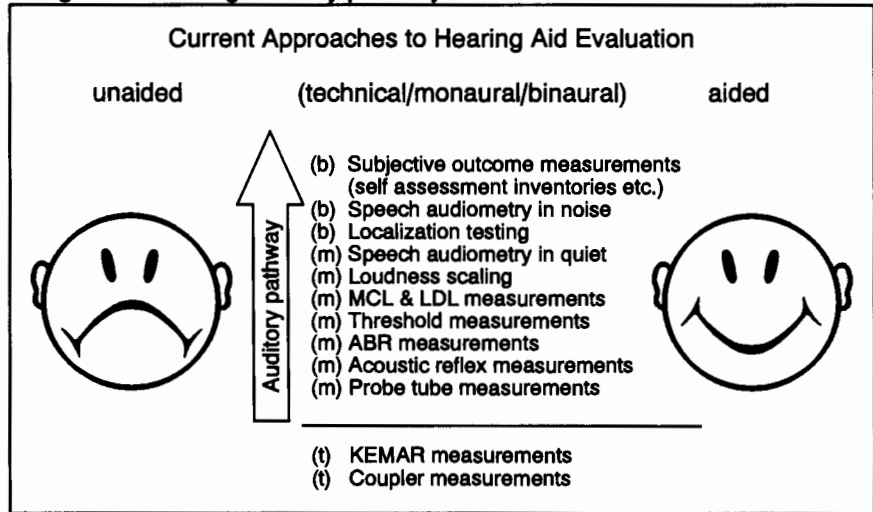 Current Approaches to Hearing Aid Evaluation
unaided (technical/monaural/binaural) aided
Auditory pathway
(b) Subjective outcome measurements
(self assessment inventories etc.)
(b) Speech audiometry in noise
(b) Localization testing
(m) Speech audiometry in quiet
(m) Loudness scaling
(m) MCL & LDL measurements
(m) Threshold measurements
(m) ABR measurements
(m) Acoustic reflex measurements
(m) Probe tube measurements
(t) KEMAR measurements
(t) Coupler measurements